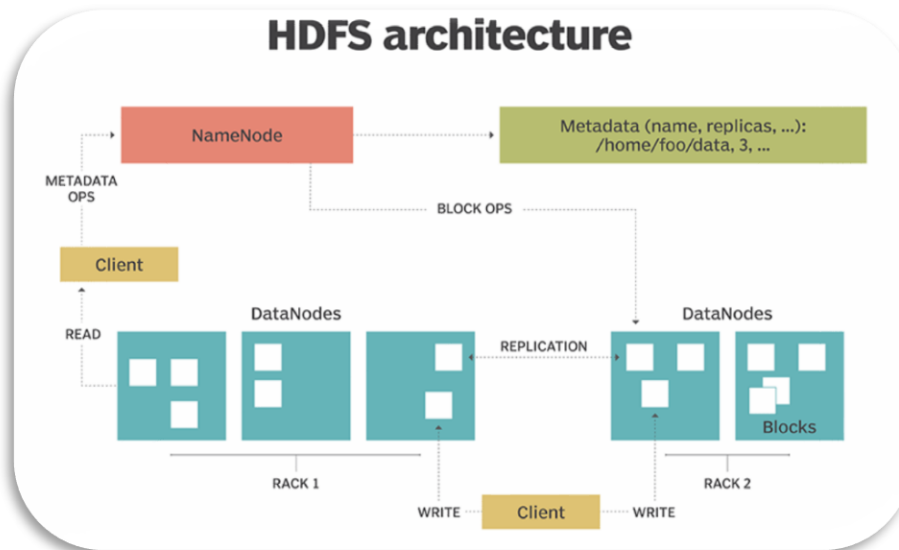 HDFS architecture
NameNode
Metadata (name, replicas, ...):
/home/foo/data, 3, ...
METADATA
OPS
BLOCK OPS
Client
DataNodes
DataNodes
READ
REPLICATION
Blocks
RACK 1
RACK 2
WRITE
Client
WRITE